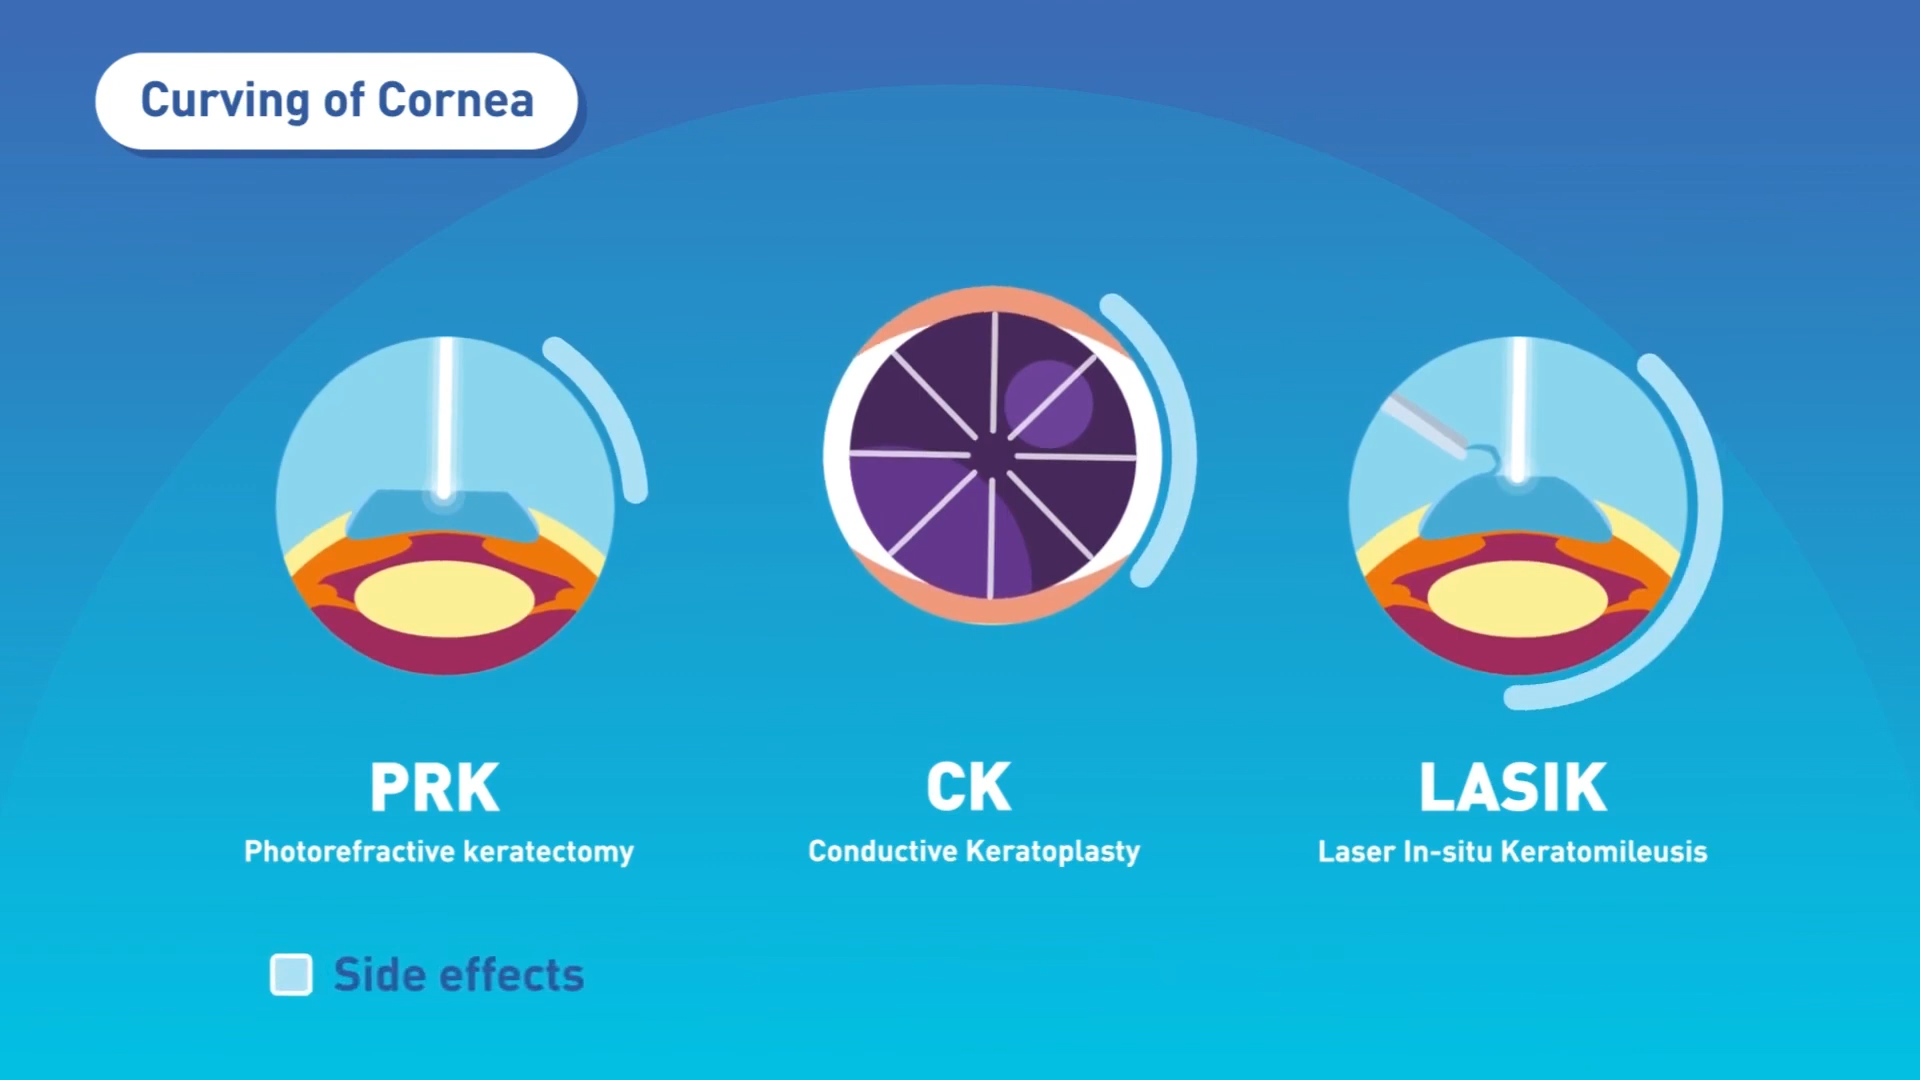 Curving of Cornea
PRK
Photorefractive keratectomy
CK
Conductive Keratoplasty
LASIK
Laser In-situ Keratomileusis
Side effects